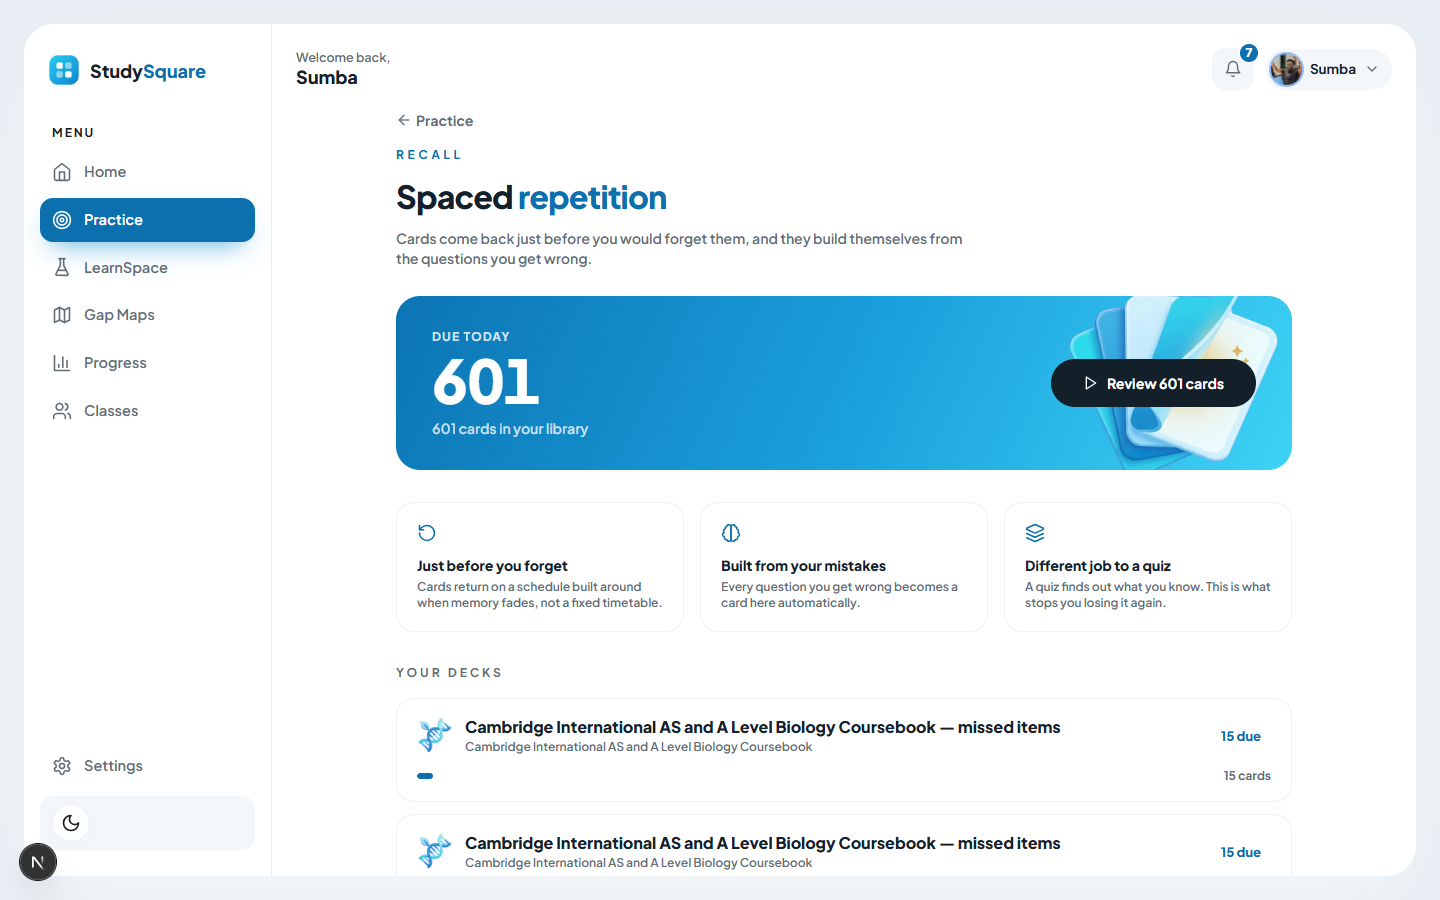 StudySquare
MENU
Home
Practice
LearnSpace
Gap Maps
Progress
Classes
Settings
N
Welcome back,
Sumba
7
Sumba
Practice
RECALL
Spaced repetition
Cards come back just before you would forget them, and they build themselves from
the questions you get wrong.
DUE TODAY
601
601 cards in your library
Review 601 cards
Just before you forget
Cards return on a schedule built around
when memory fades, not a fixed timetable.
Built from your mistakes
Every question you get wrong becomes a
card here automatically.
Different job to a quiz
A quiz finds out what you know. This is what
stops you losing it again.
YOUR DECKS
Cambridge International AS and A Level Biology Coursebook — missed items
Cambridge International AS and A Level Biology Coursebook
15 due
15 cards
Cambridge International AS and A Level Biology Coursebook — missed items
Cambridge International AS and A Level Biology Coursebook
15 due